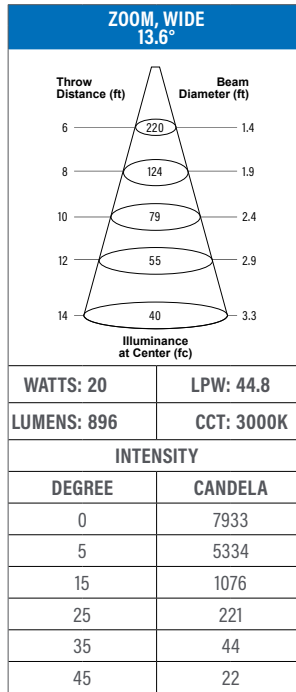 ZOOM, WIDE
13.6°
Throw Beam
Distance (ft) Diameter (ft)
6 220 1.4
8 124 1.9
10 79 2.4
12 55 2.9
14 40 3.3
Illuminance
at Center (fc)
WATTS: 20 LPW: 44.8
LUMENS: 896 CCT: 3000K
INTENSITY
DEGREE CANDELA
0 7933
5 5334
15 1076
25 221
35 44
45 22